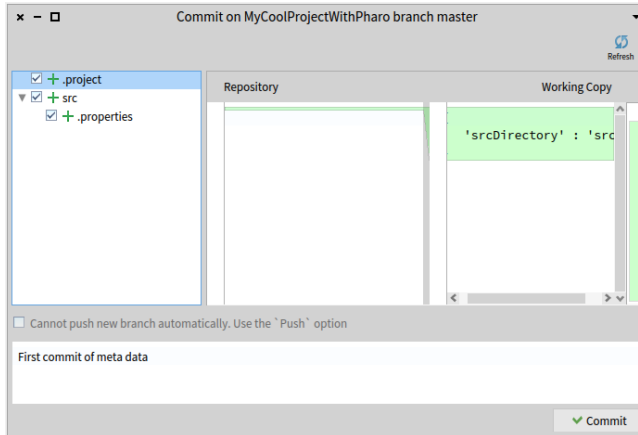 Commit on MyCoolProjectWithPharo branch master
Refresh
.project
src
.properties
Repository
Working Copy
'srcDirectory' : 'src
Cannot push new branch automatically. Use the `Push` option
First commit of meta data
Commit